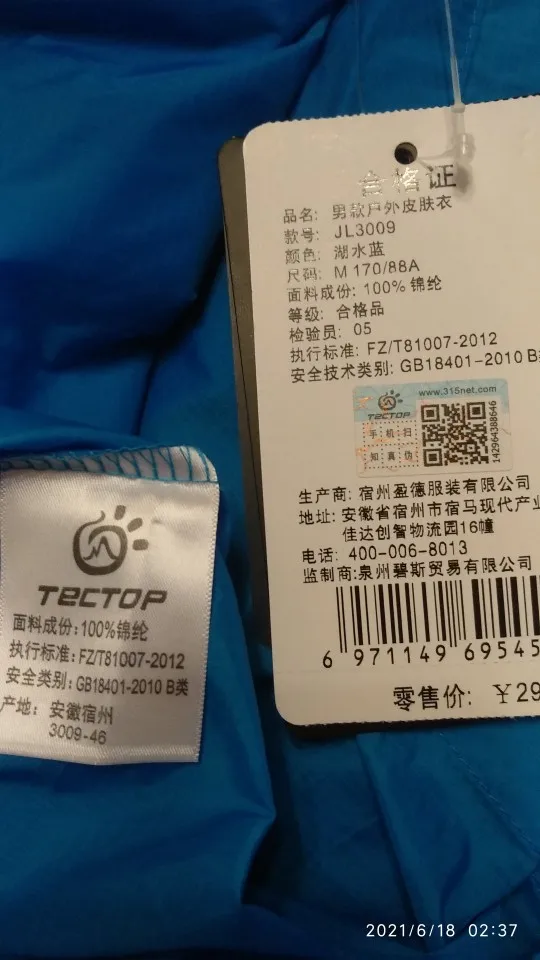 合格证
品名: 男款户外皮肤衣
款号: JL3009
颜色: 湖水蓝
尺码: M 170/88A
面料成份: 100% 锦纶
等级: 合格品
检验员: 05
执行标准: FZ/T81007-2012
安全技术类别: GB18401-2010 B类
www.315net.com
TECTOP
手机扫
知真伪
142964388646
生产商: 宿州盈德服装有限公司
地址: 安徽省宿州市宿马现代产业
佳达创智物流园16幢
电话: 400-006-8013
监制商:泉州碧斯贸易有限公司
6 971149 69545
零售价: ￥29
TECTOP
面料成份:100%锦纶
执行标准: FZ/T81007-2012
安全类别: GB18401-2010 B类
产地: 安徽宿州
3009-46
2021/6/18 02:37